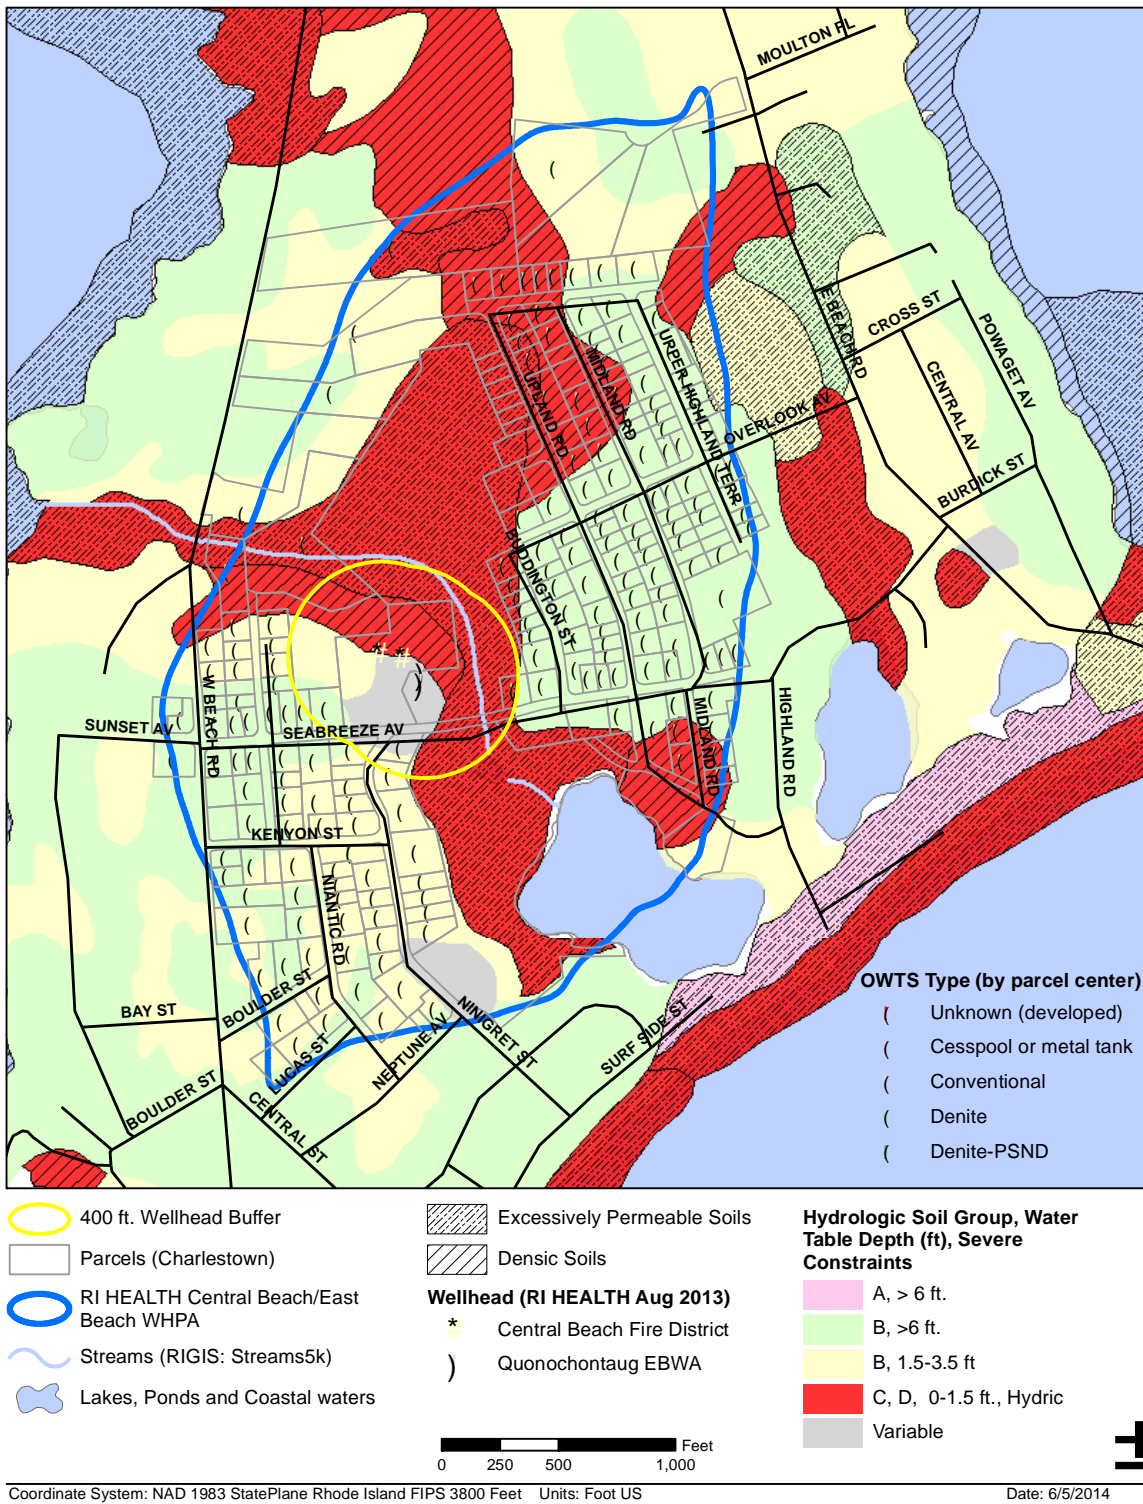 MOULTON PL
E BEACH RD
CROSS ST
POWAGET AV
CENTRAL AV
BURDICK ST
UPPER HIGHLAND TERR
MIDLAND RD
UPLAND RD
OVERLOOK AV
BUDDINGTON ST
W BEACH RD
SUNSET AV
SEABREEZE AV
MIDLAND RD
HIGHLAND RD
KENYON ST
NIANTIC RD
BAY ST
BOULDER ST
LUCAS ST
NEPTUNE AV
NINIGRET ST
SURF SIDE ST
BOULDER ST
CENTRAL ST
OWTS Type (by parcel center)
Unknown (developed)
Cesspool or metal tank
Conventional
Denite
Denite-PSND
400 ft. Wellhead Buffer
Parcels (Charlestown)
RI HEALTH Central Beach/East
Beach WHPA
Streams (RIGIS: Streams5k)
Lakes, Ponds and Coastal waters
Excessively Permeable Soils
Densic Soils
Wellhead (RI HEALTH Aug 2013)
Central Beach Fire District
Quonochontaug EBWA
Feet
0 250 500 1,000
Hydrologic Soil Group, Water
Table Depth (ft), Severe
Constraints
A, > 6 ft.
B, >6 ft.
B, 1.5-3.5 ft
C, D, 0-1.5 ft., Hydric
Variable
Coordinate System: NAD 1983 StatePlane Rhode Island FIPS 3800 Feet Units: Foot US
Date: 6/5/2014